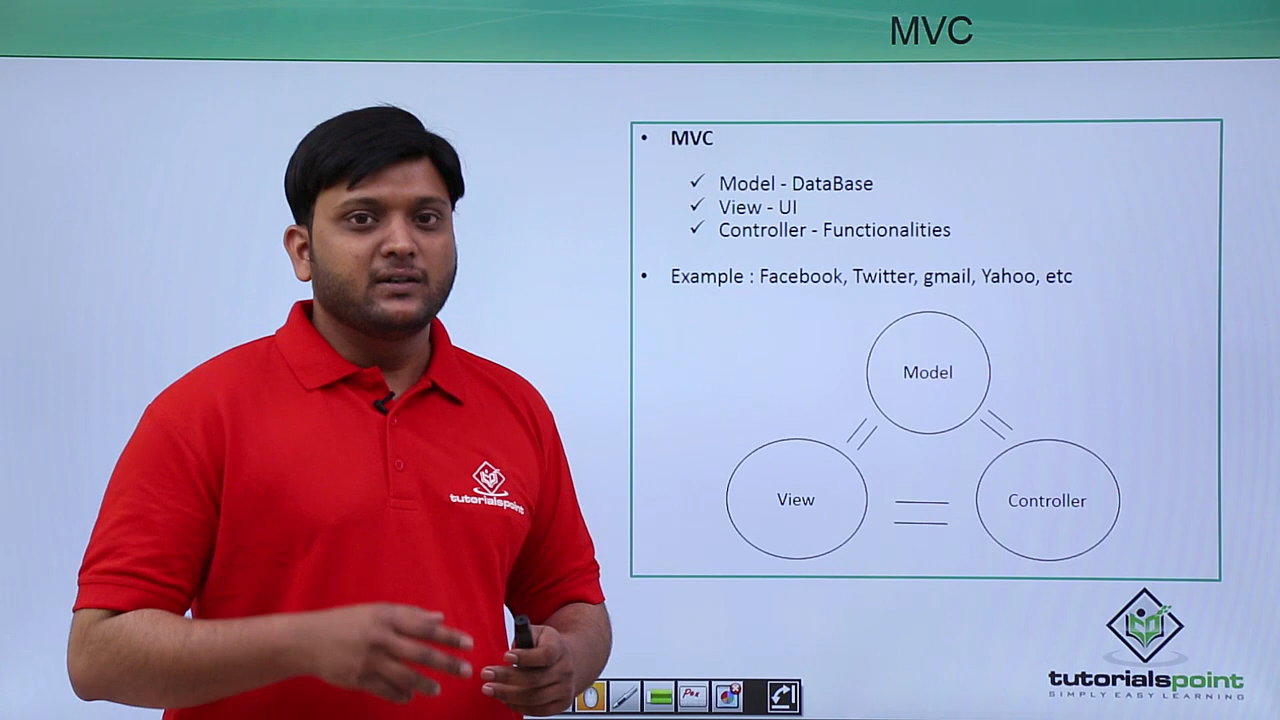 MVC
• MVC
✓ Model - DataBase
✓ View - UI
✓ Controller - Functionalities
• Example : Facebook, Twitter, gmail, Yahoo, etc
Model
View
Controller
tutorialspoint
Pen
tutorialspoint
SIMPLY EASY LEARNING